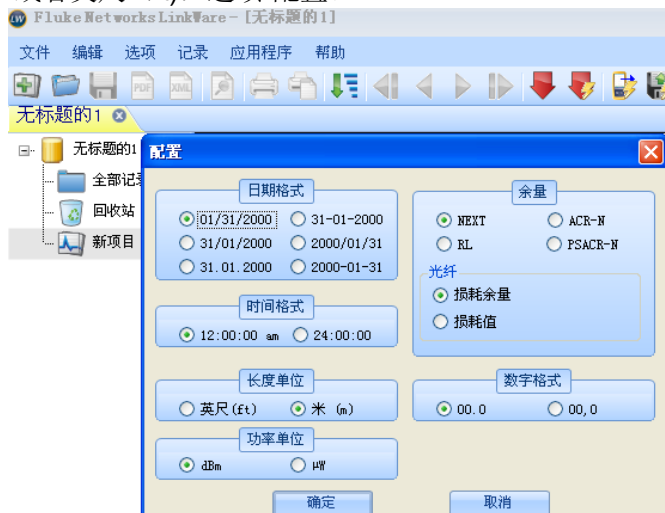 Fluke Networks LinkWare - [无标题的1]
文件 编辑 选项 记录 应用程序 帮助
PDF XML
无标题的1
无标题的1
全部记
回收站
新项目
配置
日期格式
01/31/2000 31-01-2000
31/01/2000 2000/01/31
31.01.2000 2000-01-31
时间格式
12:00:00 am 24:00:00
长度单位
英尺(ft) 米 (m)
功率单位
dBm μW
余量
NEXT ACR-N
RL PSACR-N
光纤
损耗余量
损耗值
数字格式
00.0 00,0
确定 取消